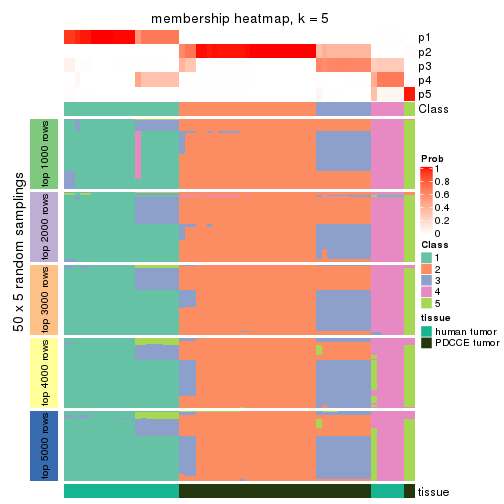 membership heatmap, k = 5
p1
p2
p3
p4
p5
Class
50 x 5 random samplings
top 1000 rows
top 2000 rows
top 3000 rows
top 4000 rows
top 5000 rows
Prob
1
0.8
0.6
0.4
0.2
0
Class
1
2
3
4
5
tissue
human tumor
PDCCE tumor
tissue